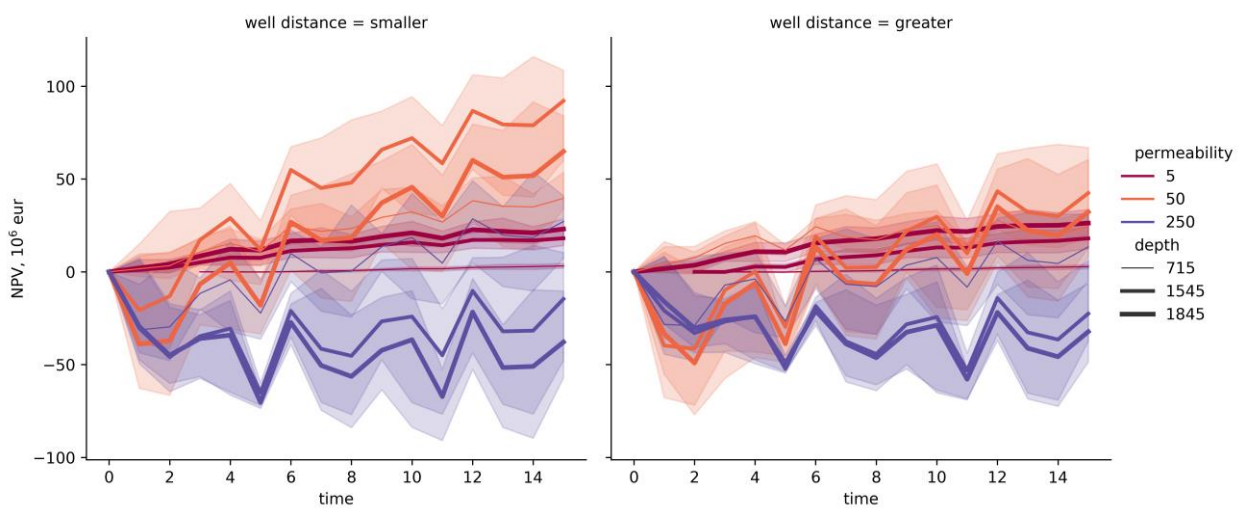 well distance = smaller
well distance = greater
NPV, 10⁶ eur
100
50
0
−50
−100
0 2 4 6 8 10 12 14
time
0 2 4 6 8 10 12 14
time
permeability
5
50
250
depth
715
1545
1845